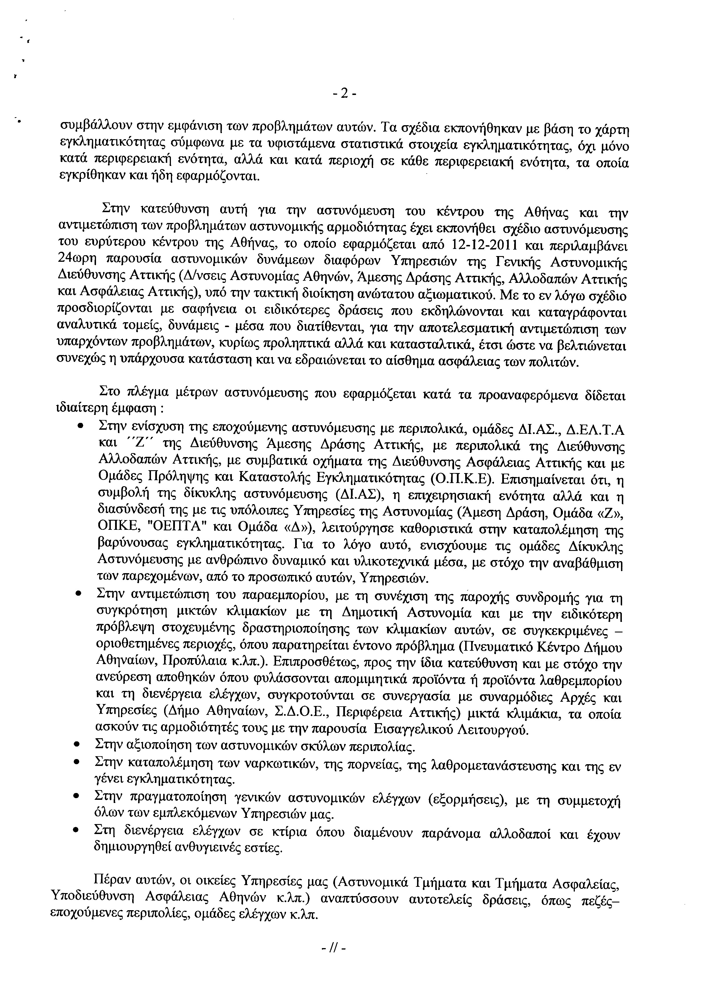 - 2 -
συμβάλλουν στην εμφάνιση των προβλημάτων αυτών. Τα σχέδια εκπονήθηκαν με βάση το χάρτη
εγκληματικότητας σύμφωνα με τα υφιστάμενα στατιστικά στοιχεία εγκληματικότητας, όχι μόνο
κατά περιφερειακή ενότητα, αλλά και κατά περιοχή σε κάθε περιφερειακή ενότητα, τα οποία
εγκρίθηκαν και ήδη εφαρμόζονται.
Στην κατεύθυνση αυτή για την αστυνόμευση του κέντρου της Αθήνας και την
αντιμετώπιση των προβλημάτων αστυνομικής αρμοδιότητας έχει εκπονηθεί σχέδιο αστυνόμευσης
του ευρύτερου κέντρου της Αθήνας, το οποίο εφαρμόζεται από 12-12-2011 και περιλαμβάνει
24ωρη παρουσία αστυνομικών δυνάμεων διαφόρων Υπηρεσιών της Γενικής Αστυνομικής
Διεύθυνσης Αττικής (Δ/νσεις Αστυνομίας Αθηνών, Άμεσης Δράσης Αττικής, Αλλοδαπών Αττικής
και Ασφάλειας Αττικής), υπό την τακτική διοίκηση ανώτατου αξιωματικού. Με το εν λόγω σχέδιο
προσδιορίζονται με σαφήνεια οι ειδικότερες δράσεις που εκδηλώνονται και καταγράφονται
αναλυτικά τομείς, δυνάμεις - μέσα που διατίθενται, για την αποτελεσματική αντιμετώπιση των
υπαρχόντων προβλημάτων, κυρίως προληπτικά αλλά και κατασταλτικά, έτσι ώστε να βελτιώνεται
συνεχώς η υπάρχουσα κατάσταση και να εδραιώνεται το αίσθημα ασφάλειας των πολιτών.
Στο πλέγμα μέτρων αστυνόμευσης που εφαρμόζεται κατά τα προαναφερόμενα δίδεται
ιδιαίτερη έμφαση :
• Στην ενίσχυση της εποχούμενης αστυνόμευσης με περιπολικά, ομάδες ΔΙ.ΑΣ., Δ.ΕΛ.Τ.Α
και ΄΄Ζ΄΄ της Διεύθυνσης Άμεσης Δράσης Αττικής, με περιπολικά της Διεύθυνσης
Αλλοδαπών Αττικής, με συμβατικά οχήματα της Διεύθυνσης Ασφάλειας Αττικής και με
Ομάδες Πρόληψης και Καταστολής Εγκληματικότητας (Ο.Π.Κ.Ε). Επισημαίνεται ότι, η
συμβολή της δίκυκλης αστυνόμευσης (ΔΙ.ΑΣ), η επιχειρησιακή ενότητα αλλά και η
διασύνδεσή της με τις υπόλοιπες Υπηρεσίες της Αστυνομίας (Άμεση Δράση, Ομάδα «Ζ»,
ΟΠΚΕ, "ΟΕΠΤΑ" και Ομάδα «Δ»), λειτούργησε καθοριστικά στην καταπολέμηση της
βαρύνουσας εγκληματικότητας. Για το λόγο αυτό, ενισχύουμε τις ομάδες Δίκυκλης
Αστυνόμευσης με ανθρώπινο δυναμικό και υλικοτεχνικά μέσα, με στόχο την αναβάθμιση
των παρεχομένων, από το προσωπικό αυτών, Υπηρεσιών.
• Στην αντιμετώπιση του παραεμπορίου, με τη συνέχιση της παροχής συνδρομής για τη
συγκρότηση μικτών κλιμακίων με τη Δημοτική Αστυνομία και με την ειδικότερη
πρόβλεψη στοχευμένης δραστηριοποίησης των κλιμακίων αυτών, σε συγκεκριμένες –
οριοθετημένες περιοχές, όπου παρατηρείται έντονο πρόβλημα (Πνευματικό Κέντρο Δήμου
Αθηναίων, Προπύλαια κ.λπ.). Επιπροσθέτως, προς την ίδια κατεύθυνση και με στόχο την
ανεύρεση αποθηκών όπου φυλάσσονται απομιμητικά προϊόντα ή προϊόντα λαθρεμπορίου
και τη διενέργεια ελέγχων, συγκροτούνται σε συνεργασία με συναρμόδιες Αρχές και
Υπηρεσίες (Δήμο Αθηναίων, Σ.Δ.Ο.Ε., Περιφέρεια Αττικής) μικτά κλιμάκια, τα οποία
ασκούν τις αρμοδιότητές τους με την παρουσία Εισαγγελικού Λειτουργού.
• Στην αξιοποίηση των αστυνομικών σκύλων περιπολίας.
• Στην καταπολέμηση των ναρκωτικών, της πορνείας, της λαθρομετανάστευσης και της εν
γένει εγκληματικότητας.
• Στην πραγματοποίηση γενικών αστυνομικών ελέγχων (εξορμήσεις), με τη συμμετοχή
όλων των εμπλεκόμενων Υπηρεσιών μας.
• Στη διενέργεια ελέγχων σε κτίρια όπου διαμένουν παράνομα αλλοδαποί και έχουν
δημιουργηθεί ανθυγιεινές εστίες.
Πέραν αυτών, οι οικείες Υπηρεσίες μας (Αστυνομικά Τμήματα και Τμήματα Ασφαλείας,
Υποδιεύθυνση Ασφάλειας Αθηνών κ.λπ.) αναπτύσσουν αυτοτελείς δράσεις, όπως πεζές–
εποχούμενες περιπολίες, ομάδες ελέγχων κ.λπ.
- // -